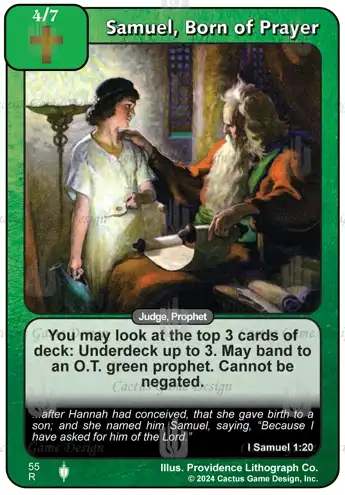 4/7
Samuel, Born of Prayer
Judge, Prophet
You may look at the top 3 cards of
deck: Underdeck up to 3. May band to
an O.T. green prophet. Cannot be
negated.
Cactus Game Design
...after Hannah had conceived, that she gave birth to a
son; and she named him Samuel, saying, "Because I
have asked for him of the Lord."
I Samuel 1:20
55
R
Illus. Providence Lithograph Co.
© 2024 Cactus Game Design, Inc.